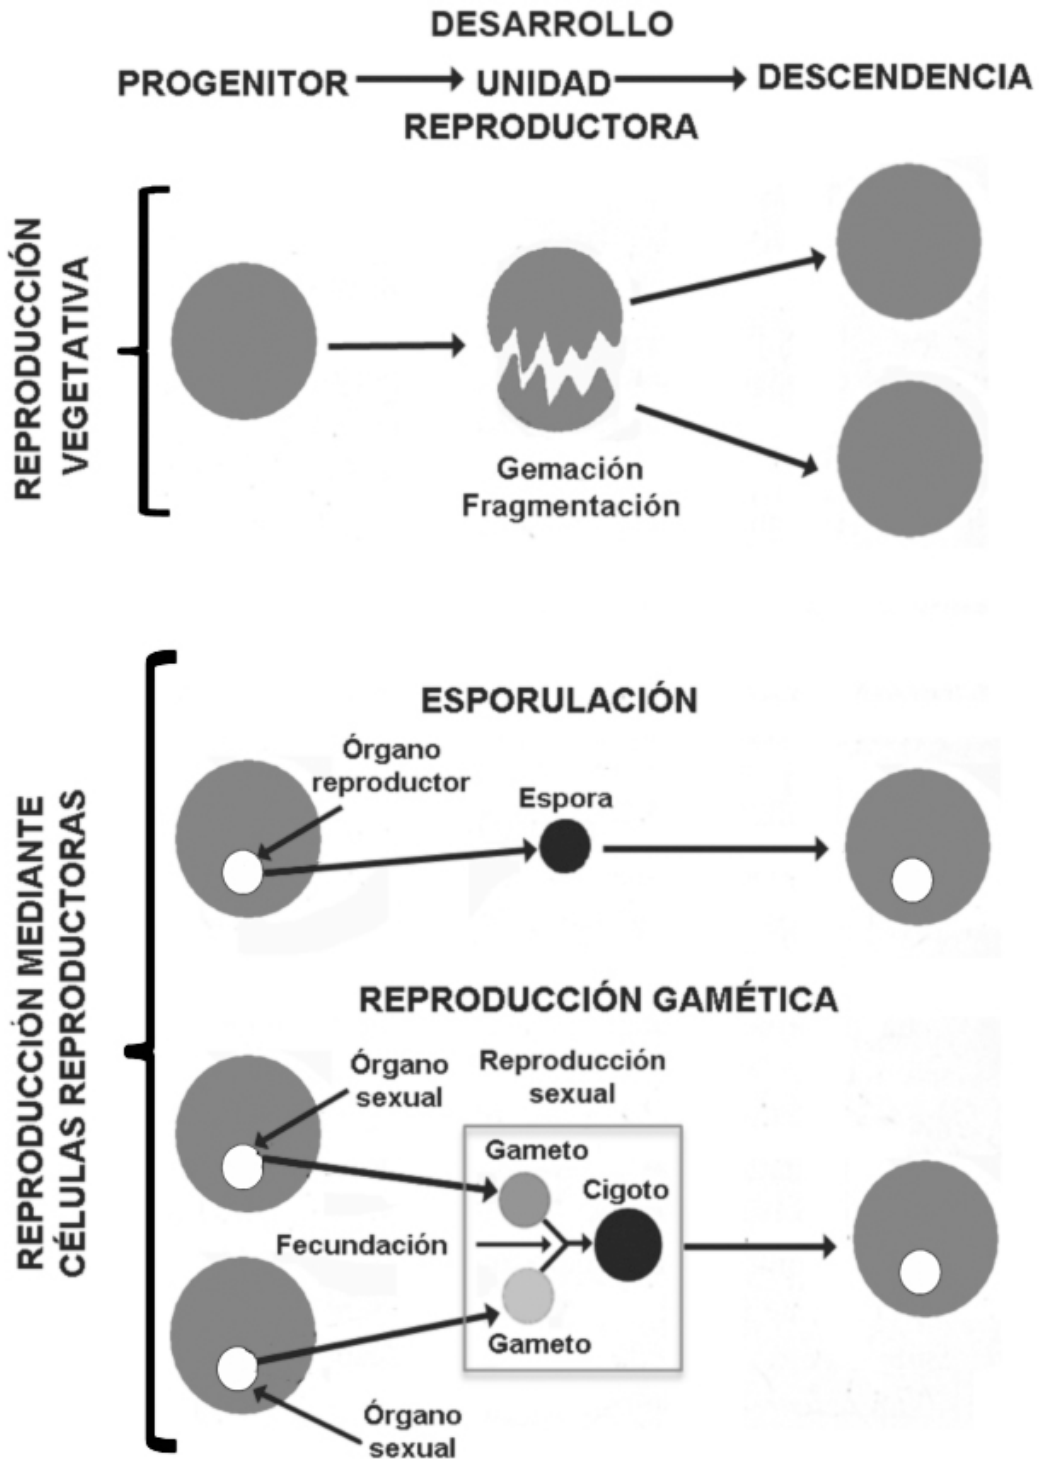 DESARROLLO
PROGENITOR UNIDAD DESCENDENCIA
REPRODUCTORA
REPRODUCCIÓN
VEGETATIVA
Gemación
Fragmentación
REPRODUCCIÓN MEDIANTE
CÉLULAS REPRODUCTORAS
ESPORULACIÓN
Órgano
reproductor
Espora
REPRODUCCIÓN GAMÉTICA
Órgano
sexual
Reproducción
sexual
Gameto
Cigoto
Fecundación
Gameto
Órgano
sexual